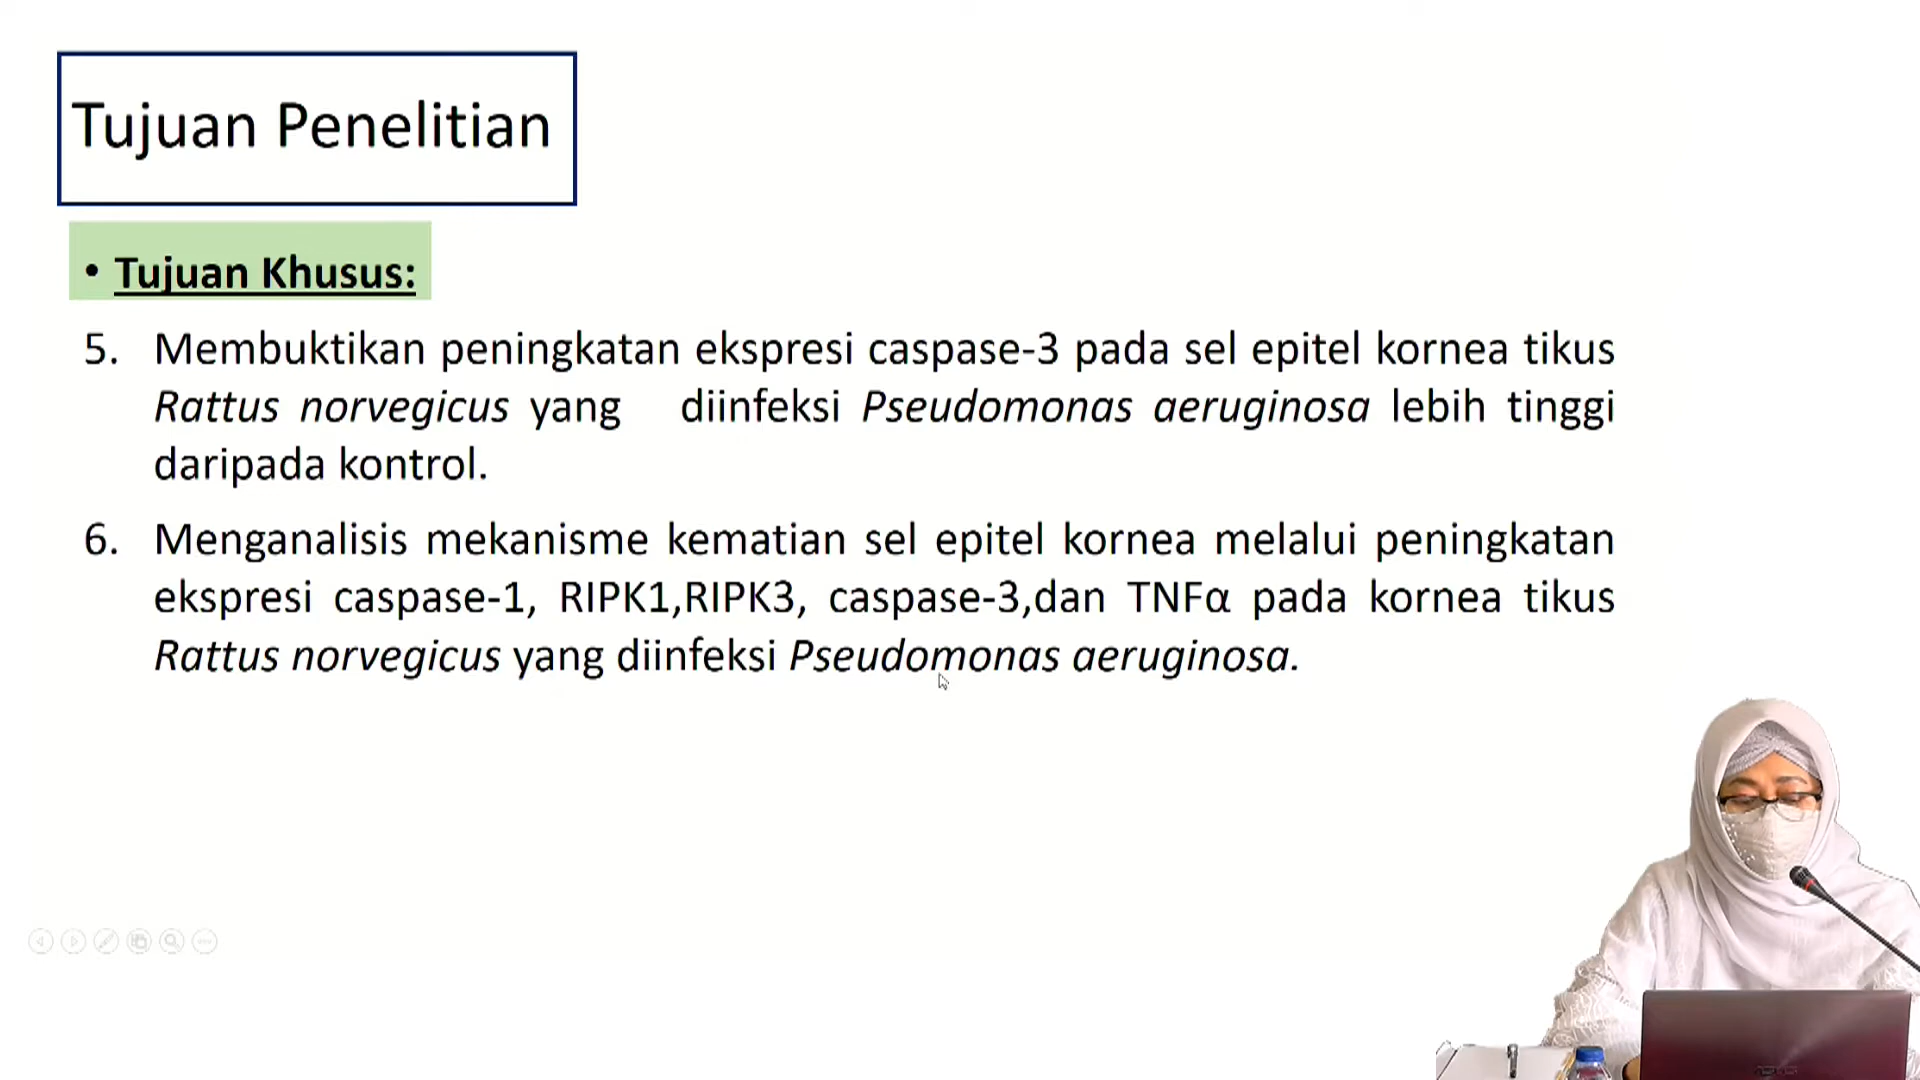 Tujuan Penelitian
• Tujuan Khusus:
5. Membuktikan peningkatan ekspresi caspase-3 pada sel epitel kornea tikus
Rattus norvegicus yang diinfeksi Pseudomonas aeruginosa lebih tinggi
daripada kontrol.
6. Menganalisis mekanisme kematian sel epitel kornea melalui peningkatan
ekspresi caspase-1, RIPK1,RIPK3, caspase-3,dan TNFα pada kornea tikus
Rattus norvegicus yang diinfeksi Pseudomonas aeruginosa.